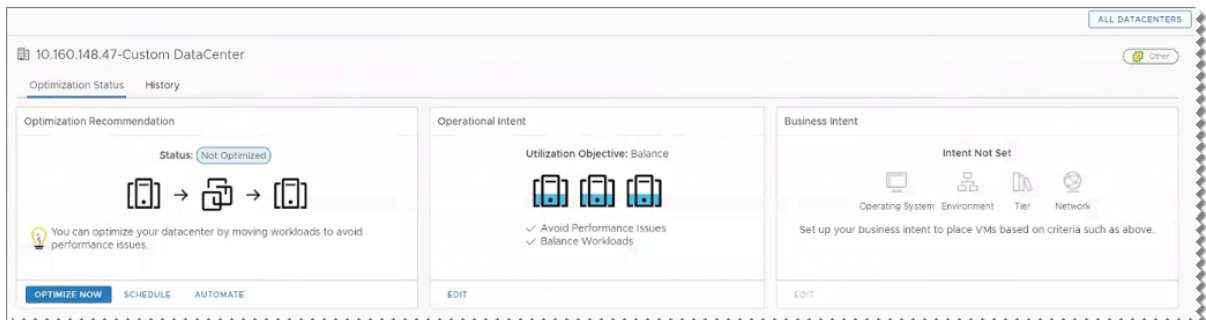 ALL DATACENTERS
10.160.148.47-Custom DataCenter
Other
Optimization Status History
Optimization Recommendation
Status: Not Optimized
You can optimize your datacenter by moving workloads to avoid
performance issues.
OPTIMIZE NOW SCHEDULE AUTOMATE
Operational Intent
Utilization Objective: Balance
Avoid Performance Issues
Balance Workloads
EDIT
Business Intent
Intent Not Set
Operating System Environment Tier Network
Set up your business intent to place VMs based on criteria such as above.
EDIT